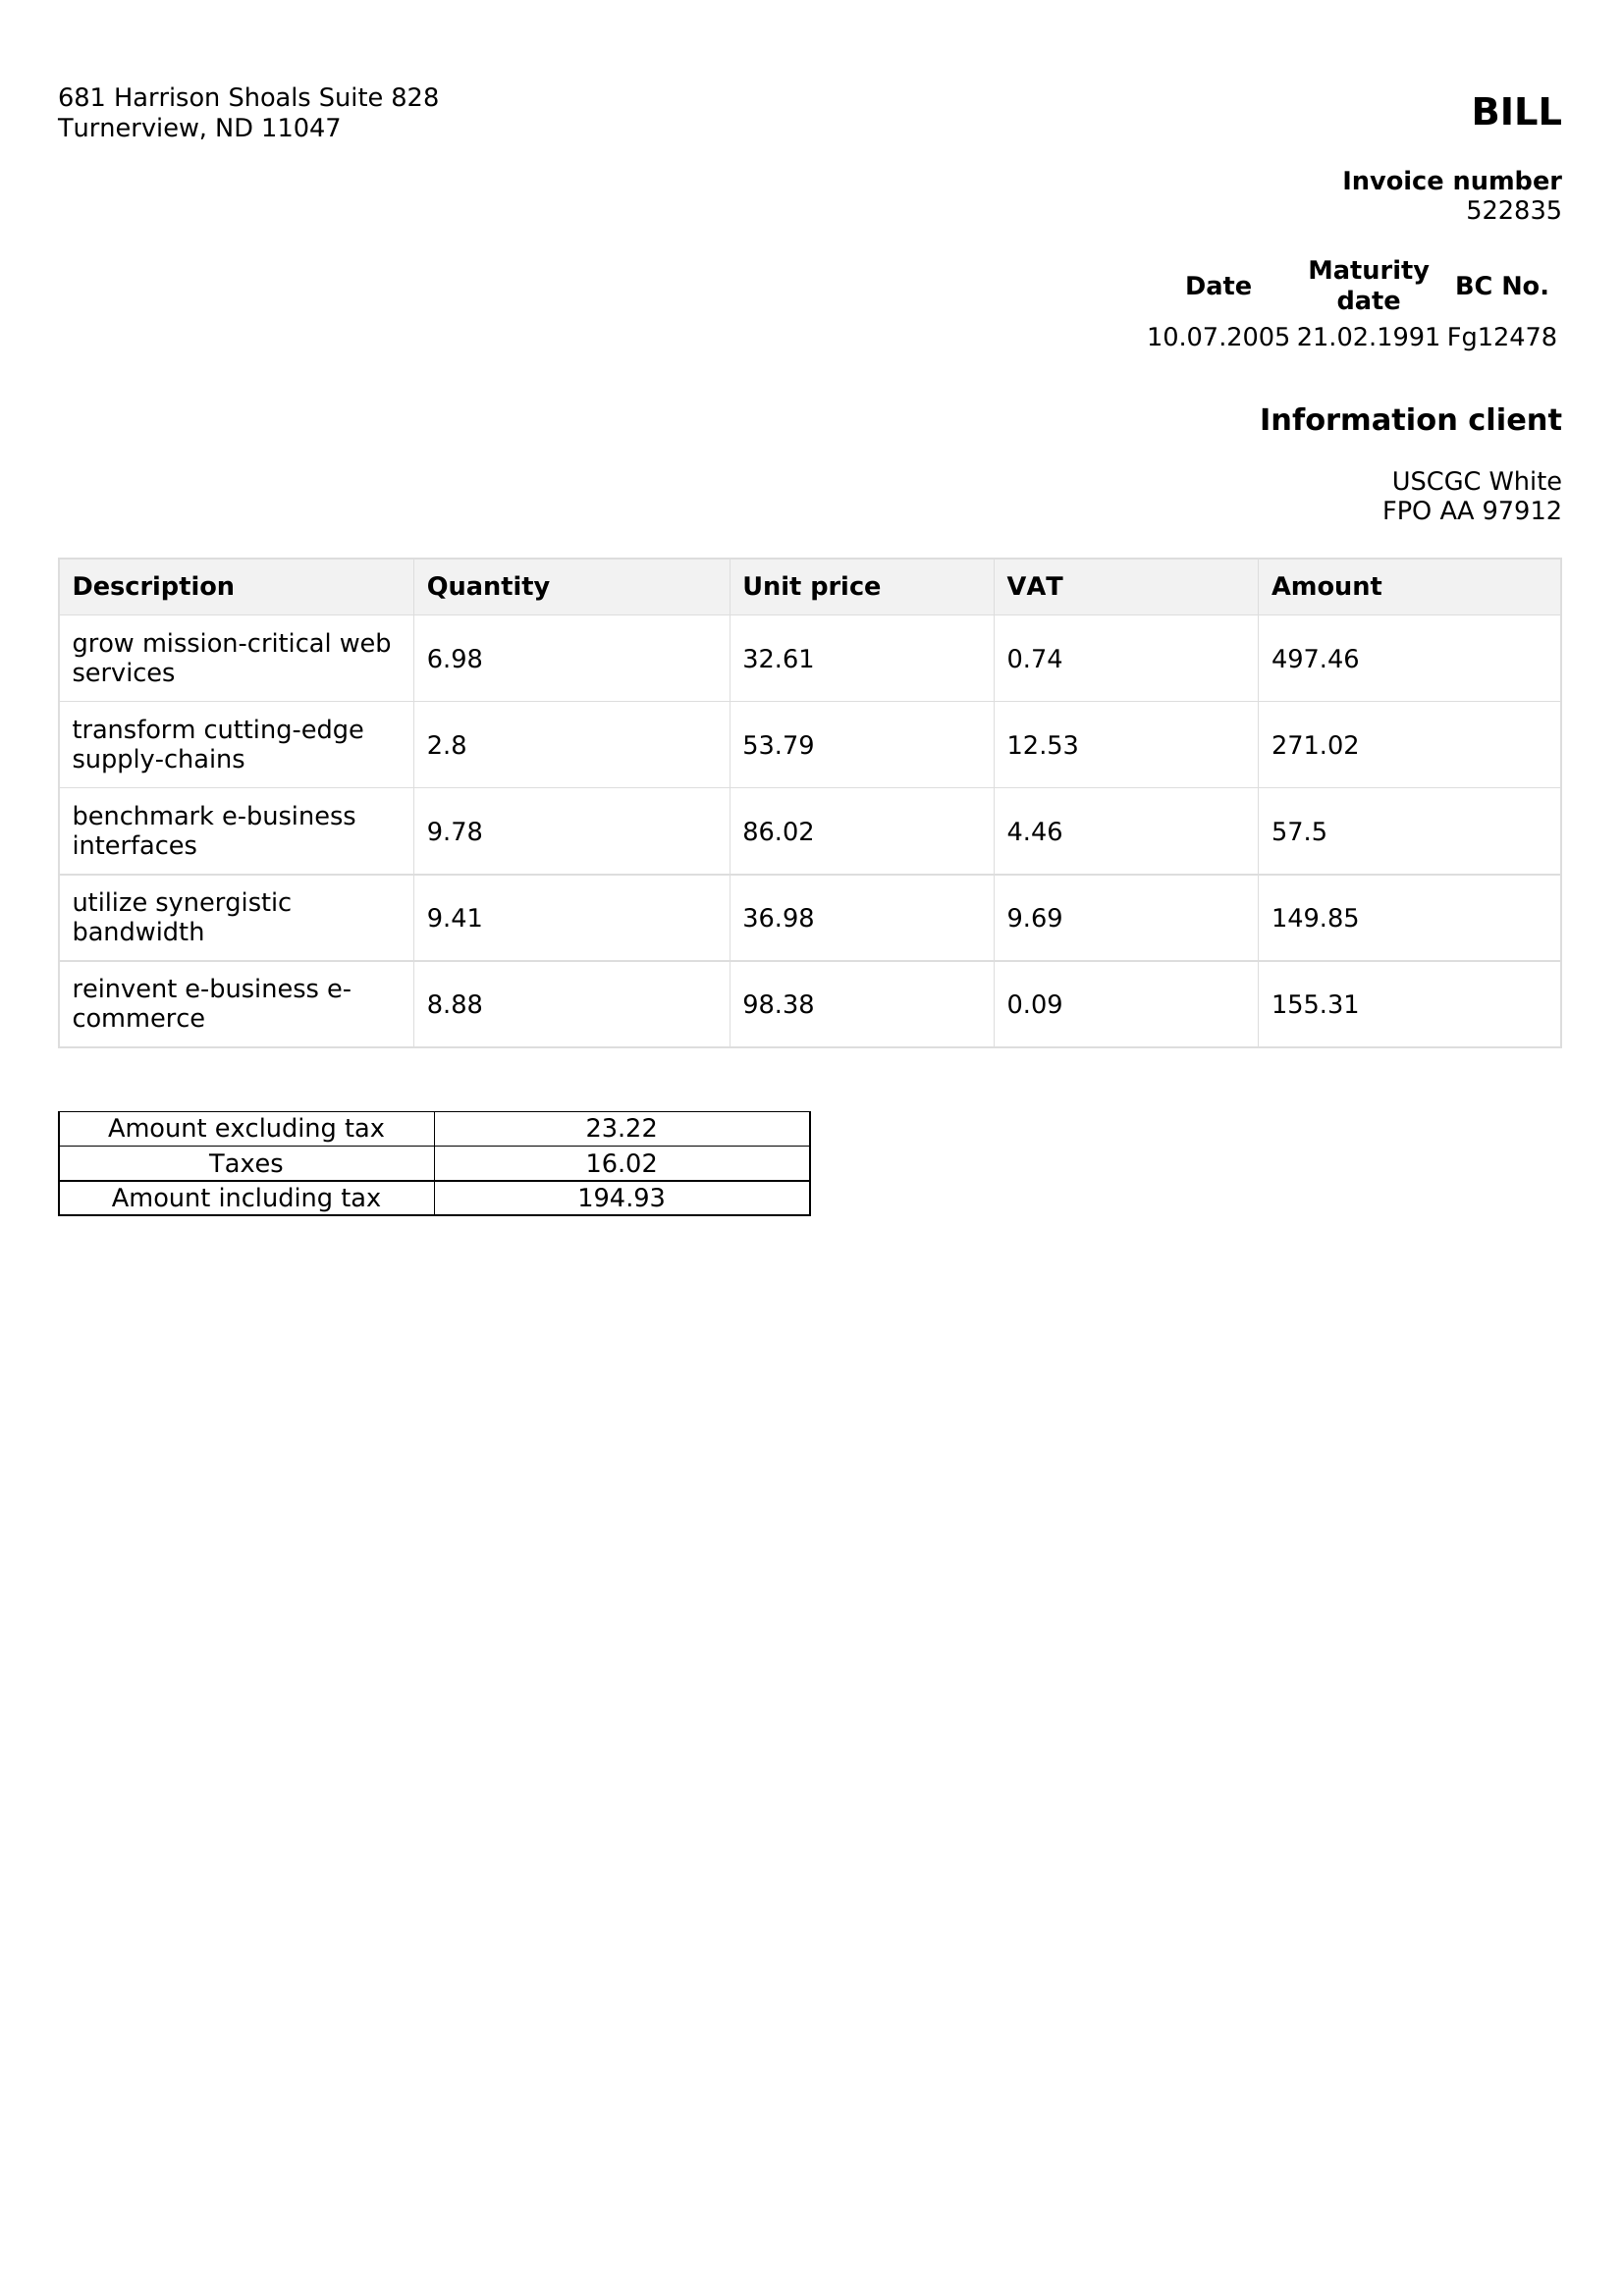 681 Harrison Shoals Suite 828
Turnerview, ND 11047
BILL
Invoice number
522835
Date Maturity date BC No.
10.07.2005 21.02.1991 Fg12478
Information client
USCGC White
FPO AA 97912
Description Quantity Unit price VAT Amount
grow mission-critical web
services 6.98 32.61 0.74 497.46
transform cutting-edge
supply-chains 2.8 53.79 12.53 271.02
benchmark e-business
interfaces 9.78 86.02 4.46 57.5
utilize synergistic
bandwidth 9.41 36.98 9.69 149.85
reinvent e-business e-
commerce 8.88 98.38 0.09 155.31
Amount excluding tax 23.22
Taxes 16.02
Amount including tax 194.93